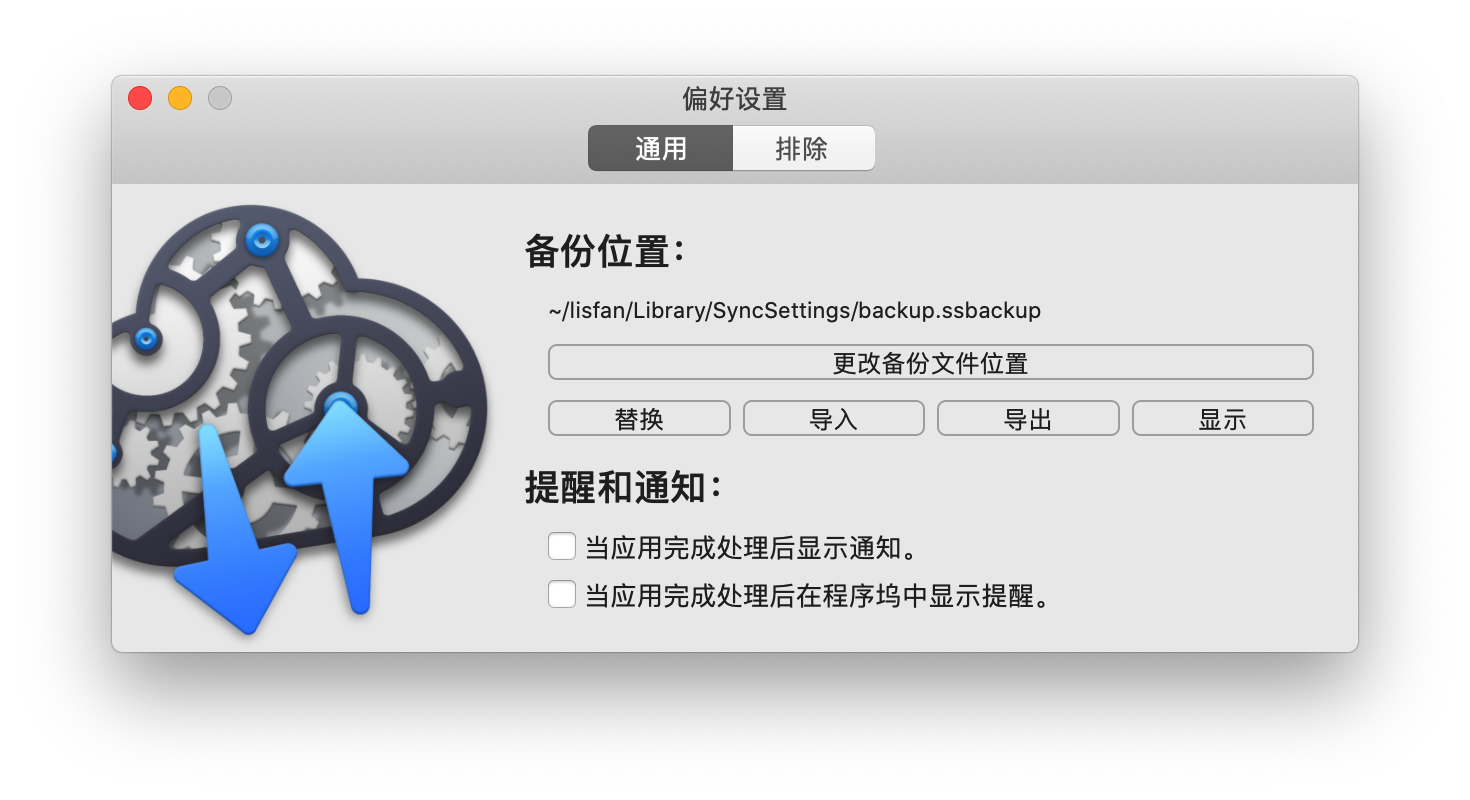 偏好设置
通用 排除
备份位置：
~/lisfan/Library/SyncSettings/backup.ssbackup
更改备份文件位置
替换 导入 导出 显示
提醒和通知：
当应用完成处理后显示通知。
当应用完成处理后在程序坞中显示提醒。